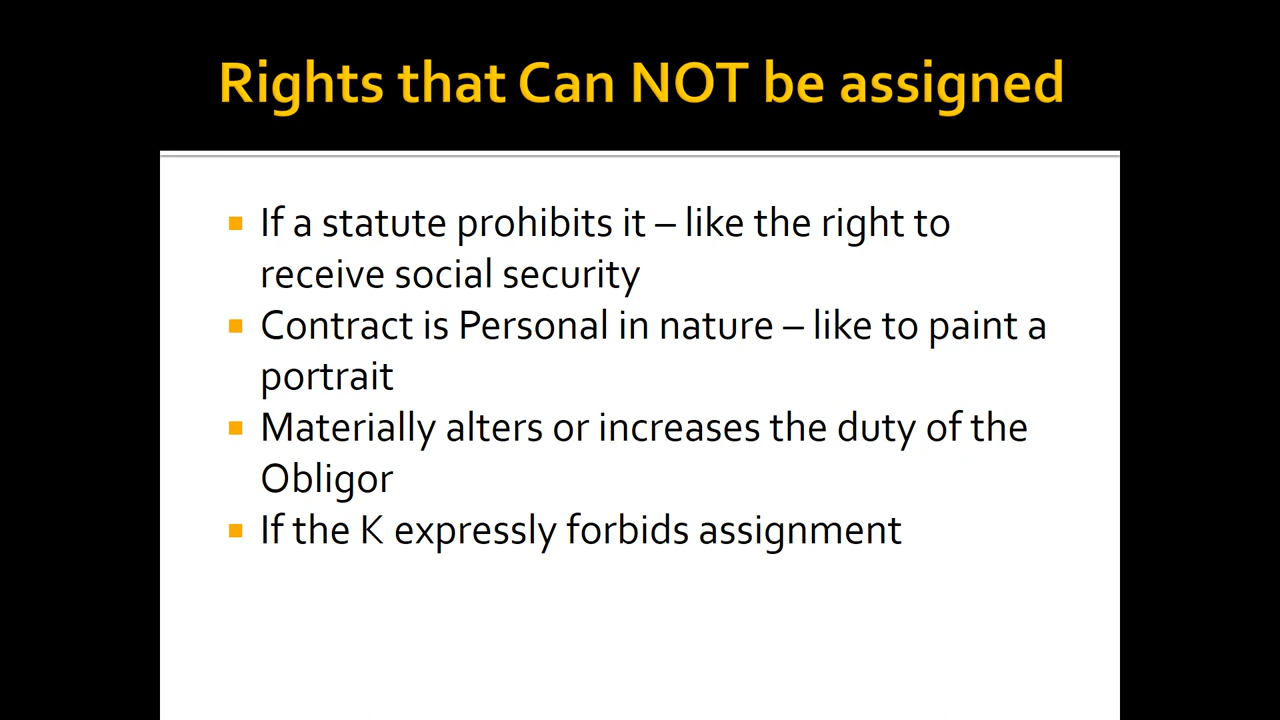 Rights that Can NOT be assigned
If a statute prohibits it – like the right to
receive social security
Contract is Personal in nature – like to paint a
portrait
Materially alters or increases the duty of the
Obligor
If the K expressly forbids assignment